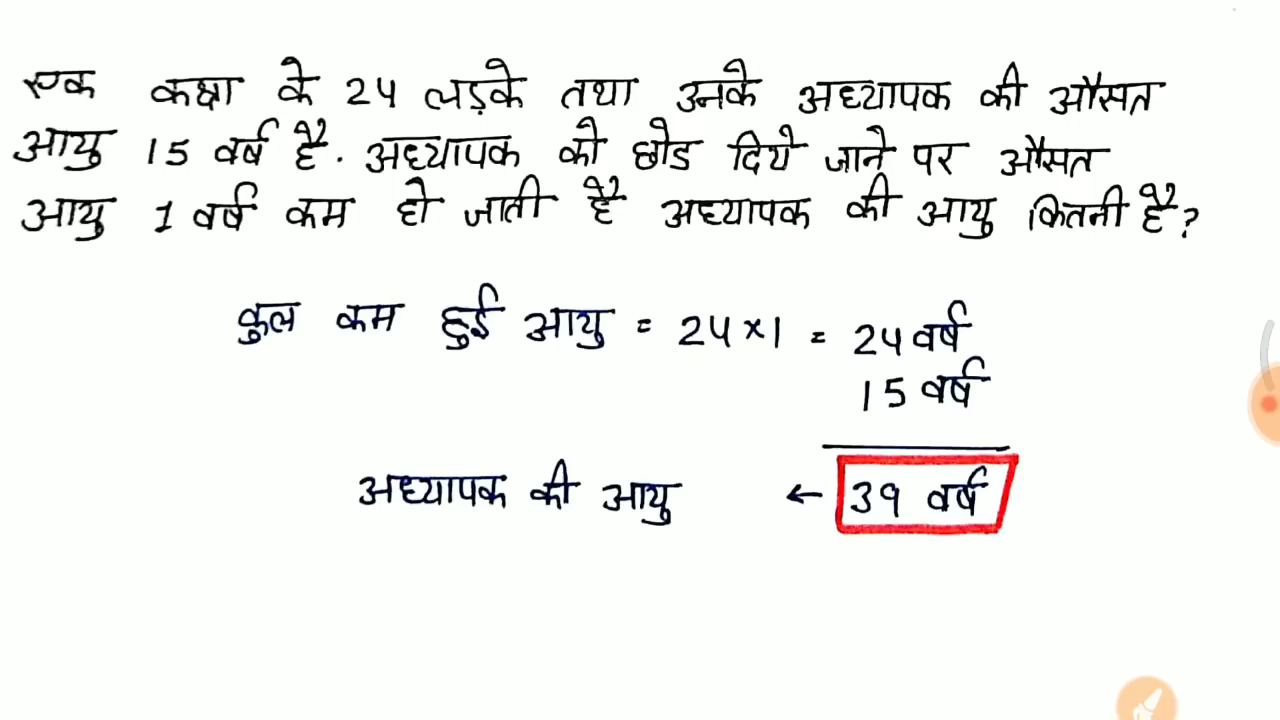 एक कक्षा के 24 लड़के तथा उनके अध्यापक की औसत
आयु 15 वर्ष है. अध्यापक को छोड दिये जाने पर औसत
आयु 1 वर्ष कम हो जाती है अध्यापक की आयु कितनी है?
कुल कम हुई आयु = 24 × 1 = 24 वर्ष
15 वर्ष
अध्यापक की आयु ← 39 वर्ष